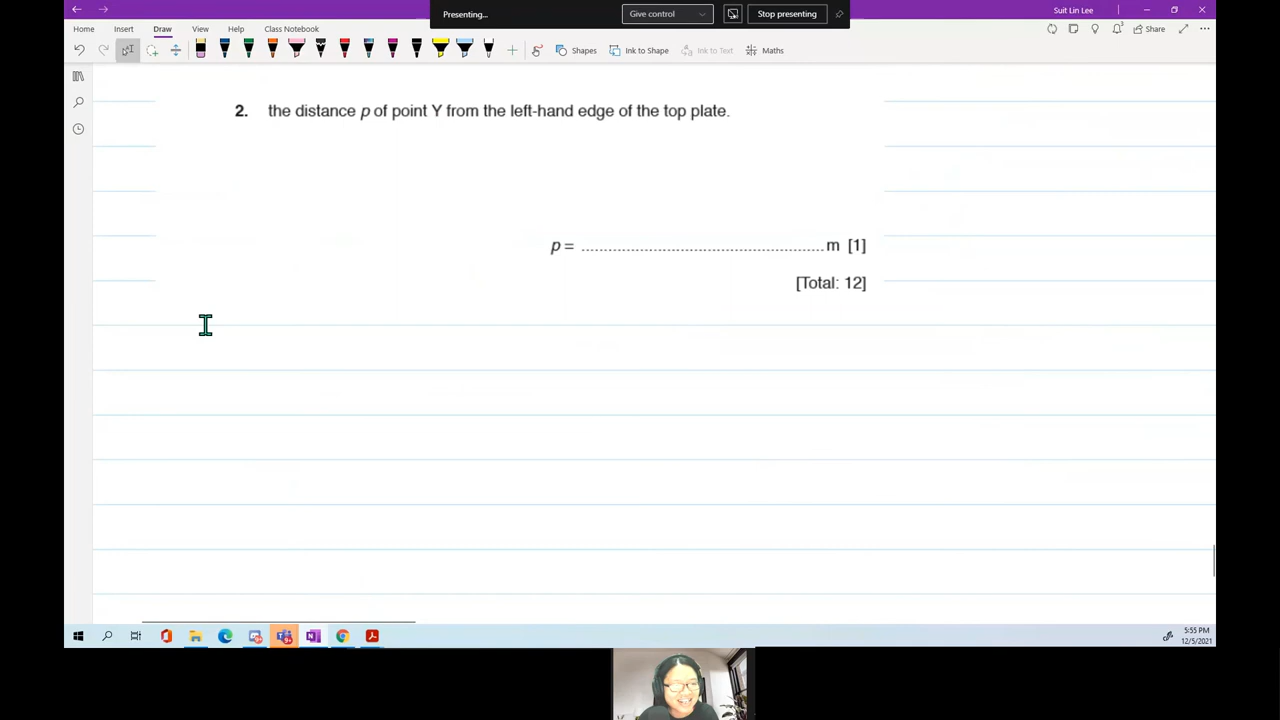 Presenting...
Give control
Stop presenting
Suit Lin Lee
Home
Insert
Draw
View
Help
Class Notebook
3
Share
Shapes
Ink to Shape
Ink to Text
Maths
2. the distance p of point Y from the left-hand edge of the top plate.
p = .................................................. m [1]
[Total: 12]
9+
5:55 PM
12/5/2021